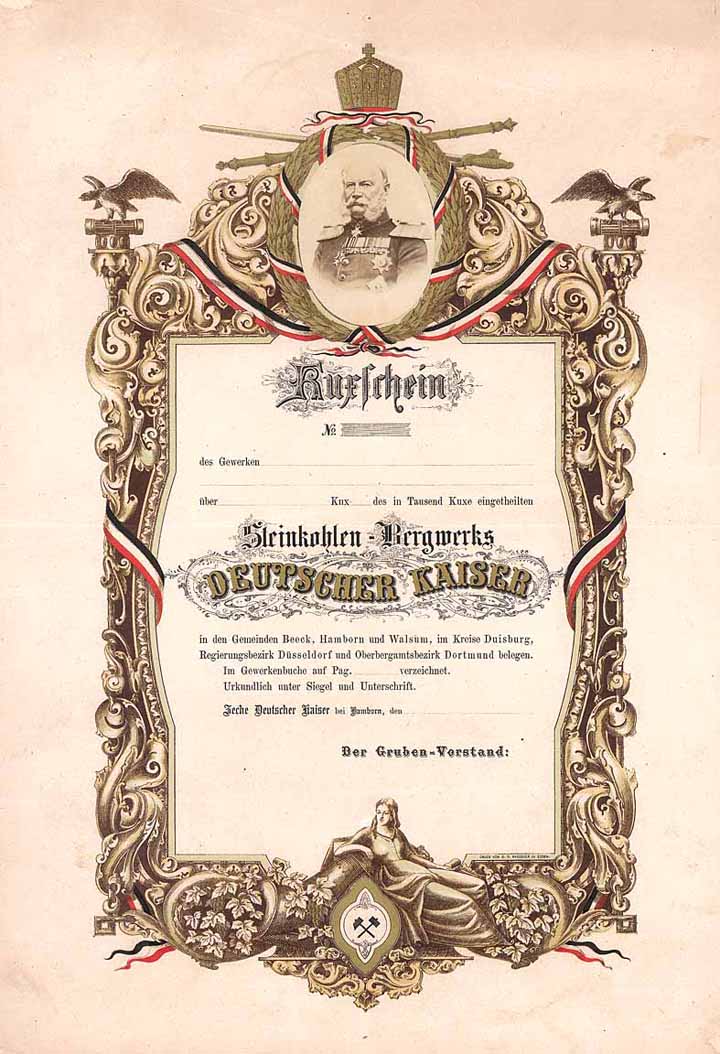 Kuxschein
No.
des Gewerken
über Kux des in Tausend Kuxe eingetheilten
Steinkohlen-Bergwerks
DEUTSCHER KAISER
in den Gemeinden Beeck, Hamborn und Walsum, im Kreise Duisburg,
Regierungsbezirk Düsseldorf und Oberbergamtsbezirk Dortmund belegen.
Im Gewerkenbuche auf Pag. verzeichnet.
Urkundlich unter Siegel und Unterschrift.
Zeche Deutscher Kaiser bei Hamborn, den
Der Gruben-Vorstand:
DRUCK VON